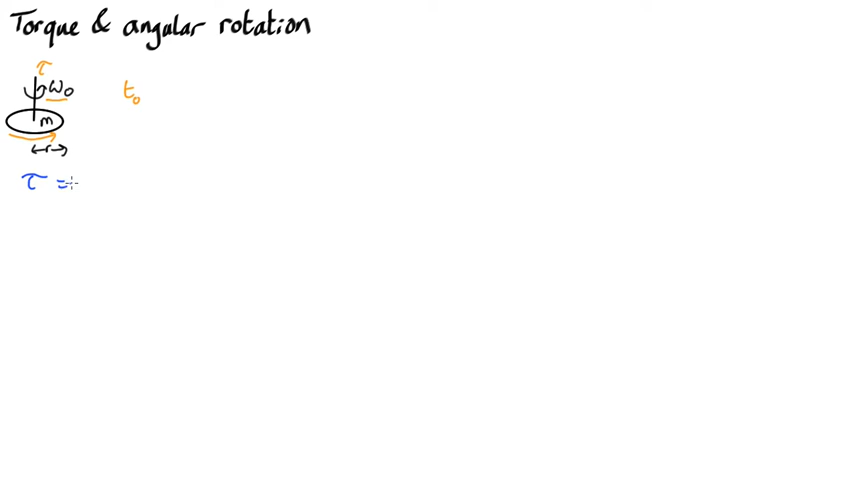 Torque & angular rotation
τ
ω₀ t₀
m
r
τ =